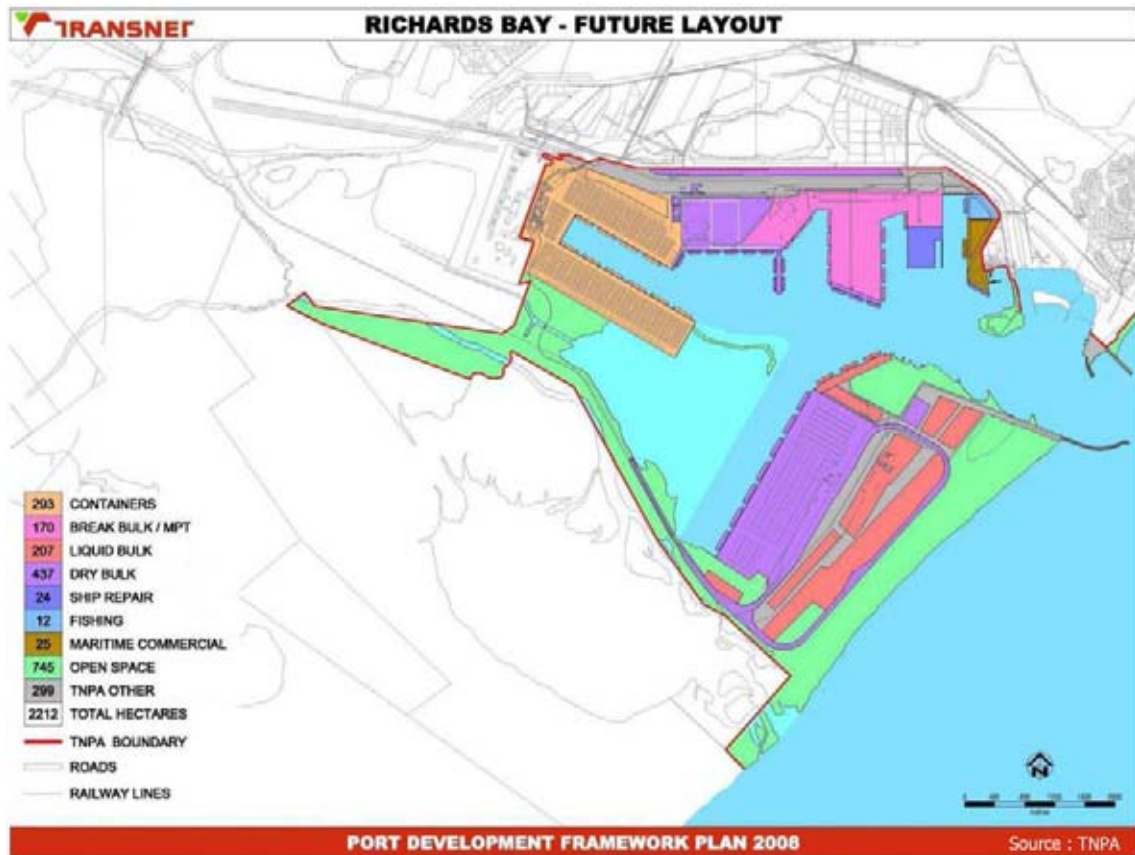 TRANSNET
RICHARDS BAY - FUTURE LAYOUT
293 CONTAINERS
170 BREAK BULK / MPT
207 LIQUID BULK
437 DRY BULK
24 SHIP REPAIR
12 FISHING
25 MARITIME COMMERCIAL
745 OPEN SPACE
299 TNPA OTHER
2212 TOTAL HECTARES
TNPA BOUNDARY
ROADS
RAILWAY LINES
N
PORT DEVELOPMENT FRAMEWORK PLAN 2008
Source : TNPA